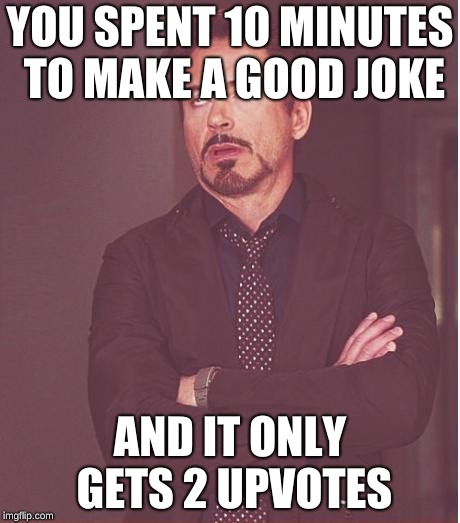 YOU SPENT 10 MINUTES
TO MAKE A GOOD JOKE
AND IT ONLY
GETS 2 UPVOTES
imgflip.com